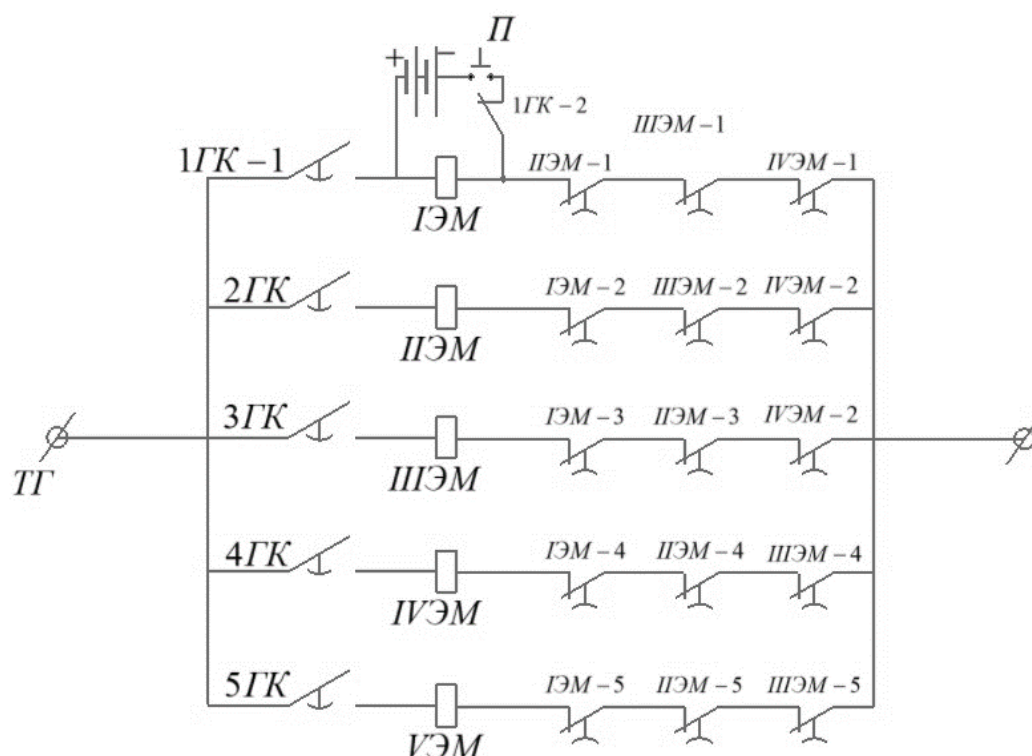 П
+ −
1ГК − 2
IIIЭМ − 1
1ГК − 1
IIЭМ − 1
IVЭМ − 1
IЭМ
2ГК
IЭМ − 2
IIIЭМ − 2
IVЭМ − 2
IIЭМ
3ГК
IЭМ − 3
IIЭМ − 3
IVЭМ − 2
ТГ
IIIЭМ
4ГК
IЭМ − 4
IIЭМ − 4
IIIЭМ − 4
IVЭМ
5ГК
IЭМ − 5
IIЭМ − 5
IIIЭМ − 5
VЭМ